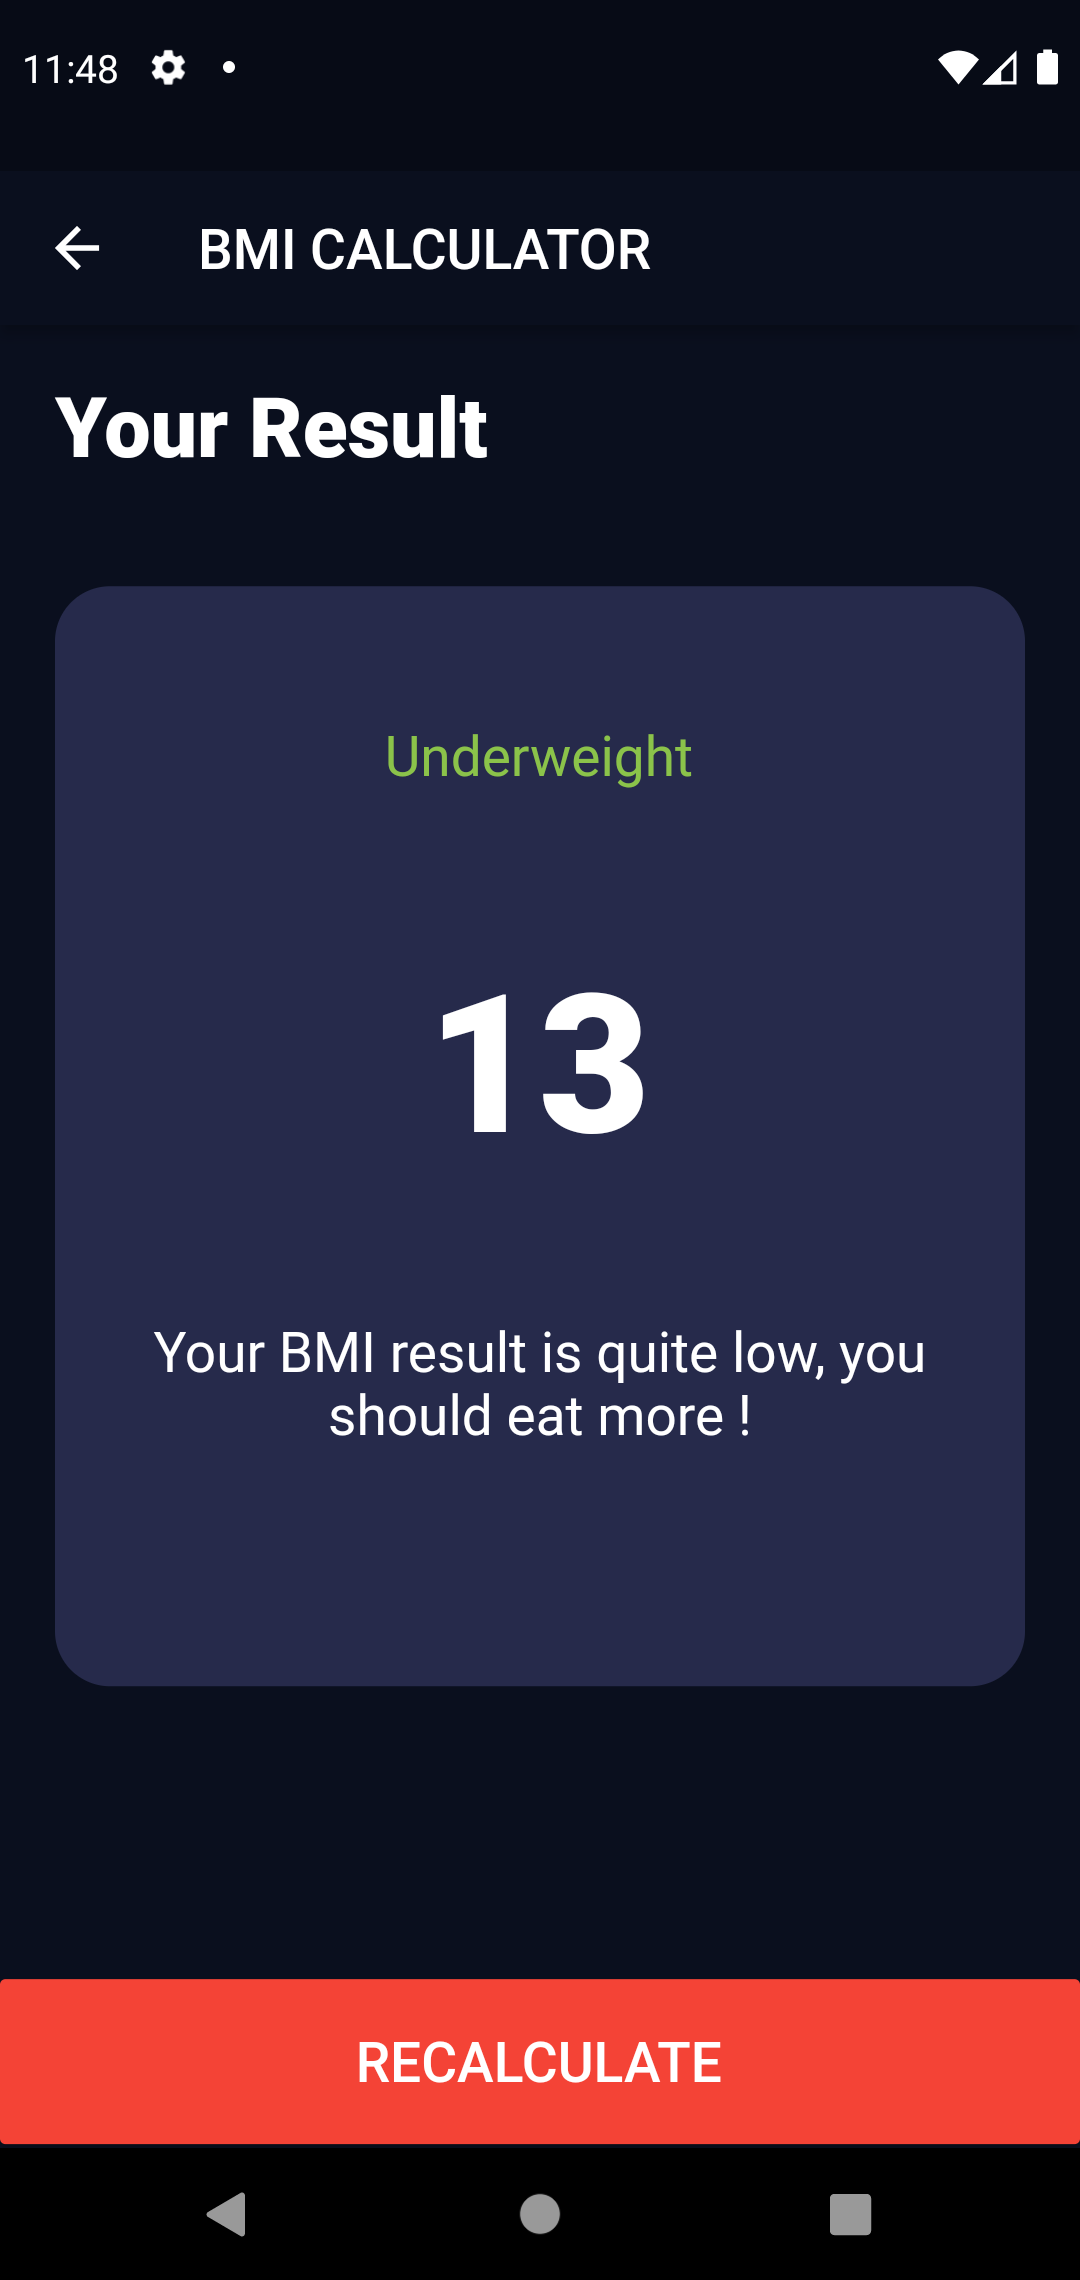 11:48
BMI CALCULATOR
Your Result
Underweight
13
Your BMI result is quite low, you
should eat more !
RECALCULATE